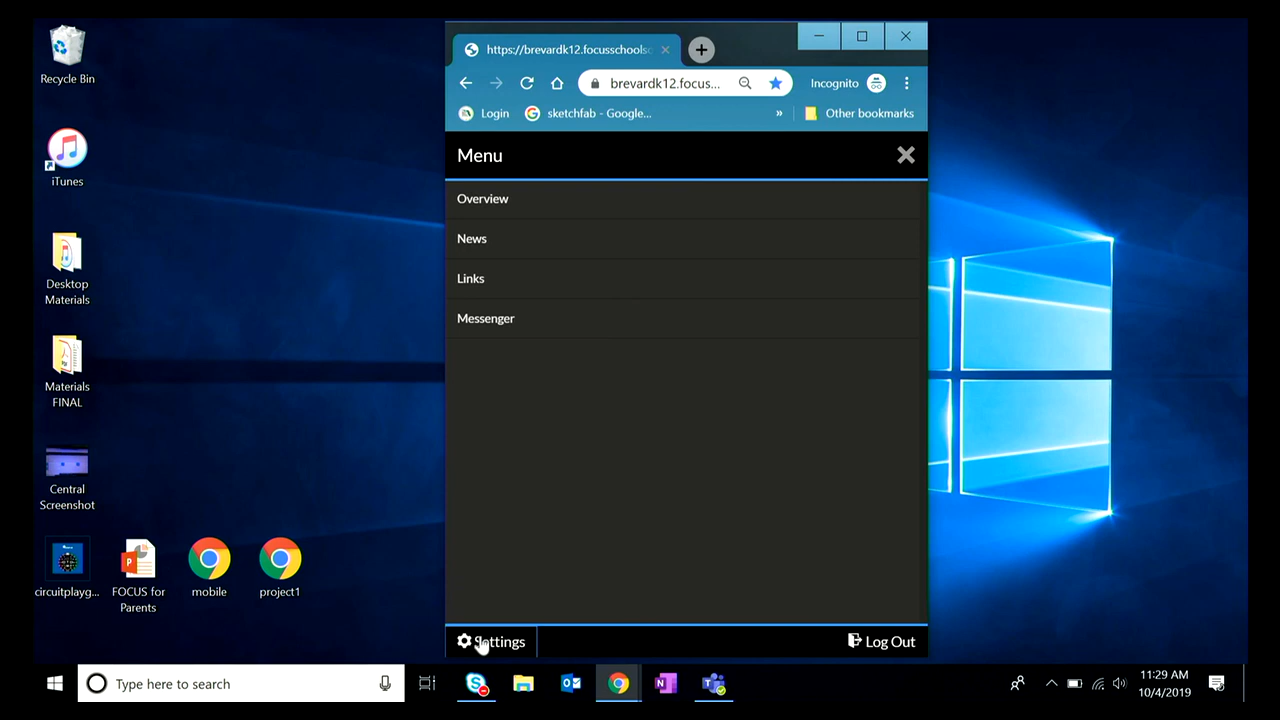 Recycle Bin
iTunes
Desktop
Materials
Materials
FINAL
Central
Screenshot
circuitplayg...
FOCUS for
Parents
mobile
project1
https://brevardk12.focusschools
brevardk12.focus...
Incognito
Login
sketchfab - Google...
»
Other bookmarks
Menu
Overview
News
Links
Messenger
Settings
Log Out
Type here to search
11:29 AM
10/4/2019